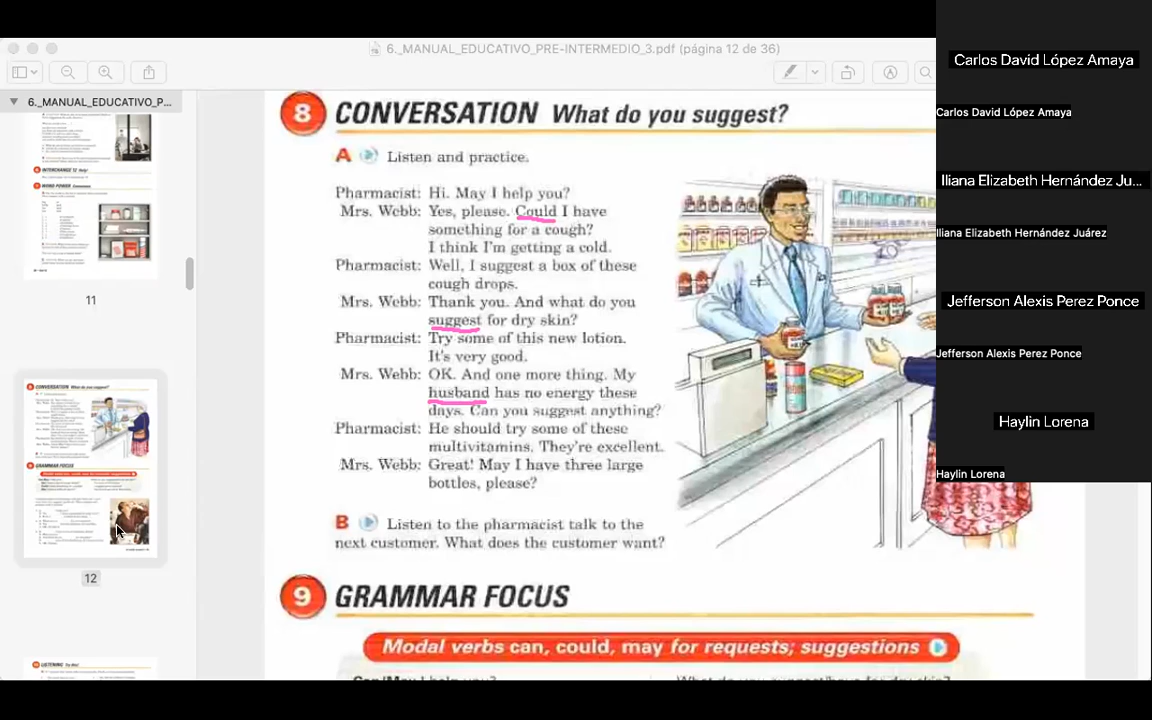 6._MANUAL_EDUCATIVO_PRE-INTERMEDIO_3.pdf (página 12 de 36)
6._MANUAL_EDUCATIVO_P...
11
12
8 CONVERSATION What do you suggest?
A Listen and practice.
Pharmacist: Hi. May I help you?
Mrs. Webb: Yes, please. Could I have
something for a cough?
I think I'm getting a cold.
Pharmacist: Well, I suggest a box of these
cough drops.
Mrs. Webb: Thank you. And what do you
suggest for dry skin?
Pharmacist: Try some of this new lotion.
It's very good.
Mrs. Webb: OK. And one more thing. My
husband has no energy these
days. Can you suggest anything?
Pharmacist: He should try some of these
multivitamins. They're excellent.
Mrs. Webb: Great! May I have three large
bottles, please?
B Listen to the pharmacist talk to the
next customer. What does the customer want?
9 GRAMMAR FOCUS
Modal verbs can, could, may for requests; suggestions
Carlos David López Amaya
Carlos David López Amaya
Iliana Elizabeth Hernández Ju...
Iliana Elizabeth Hernández Juárez
Jefferson Alexis Perez Ponce
Jefferson Alexis Perez Ponce
Haylin Lorena
Haylin Lorena